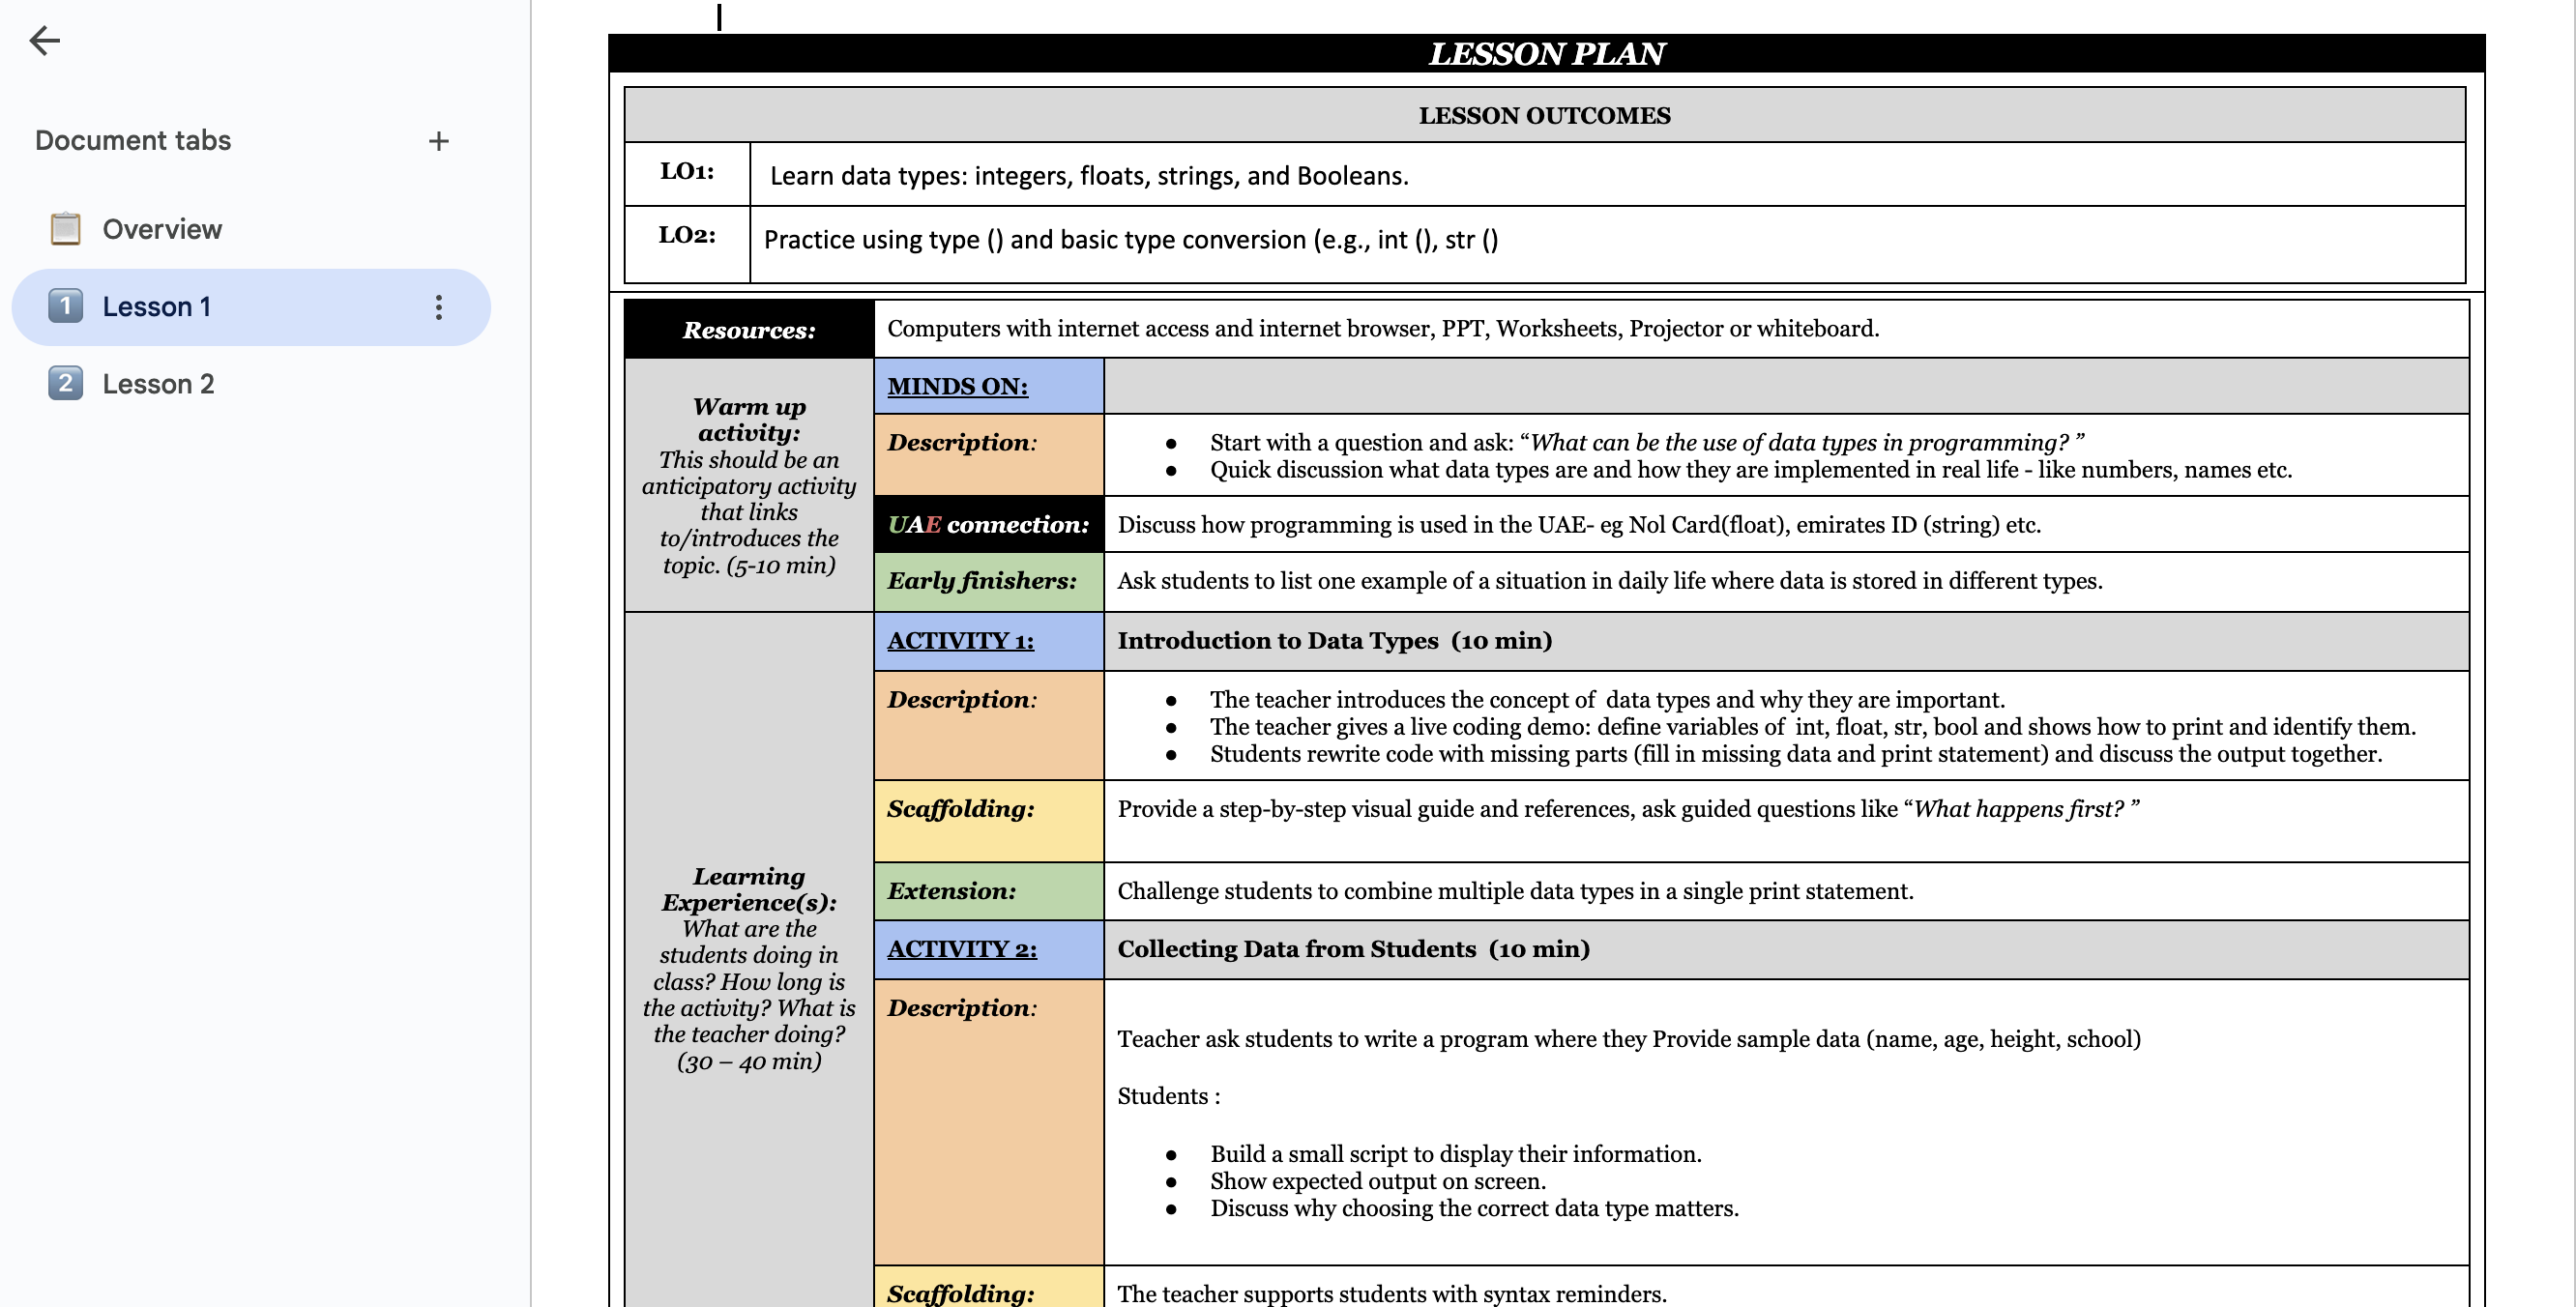 Document tabs
Overview
1 Lesson 1
2 Lesson 2
LESSON PLAN
LESSON OUTCOMES
LO1: Learn data types: integers, floats, strings, and Booleans.
LO2: Practice using type () and basic type conversion (e.g., int (), str ()
Resources: Computers with internet access and internet browser, PPT, Worksheets, Projector or whiteboard.
Warm up
activity:
This should be an
anticipatory activity
that links
to/introduces the
topic. (5-10 min)
MINDS ON:
Description:
● Start with a question and ask: “What can be the use of data types in programming? ”
● Quick discussion what data types are and how they are implemented in real life - like numbers, names etc.
UAE connection: Discuss how programming is used in the UAE- eg Nol Card(float), emirates ID (string) etc.
Early finishers: Ask students to list one example of a situation in daily life where data is stored in different types.
Learning
Experience(s):
What are the
students doing in
class? How long is
the activity? What is
the teacher doing?
(30 – 40 min)
ACTIVITY 1: Introduction to Data Types (10 min)
Description:
● The teacher introduces the concept of data types and why they are important.
● The teacher gives a live coding demo: define variables of int, float, str, bool and shows how to print and identify them.
● Students rewrite code with missing parts (fill in missing data and print statement) and discuss the output together.
Scaffolding: Provide a step-by-step visual guide and references, ask guided questions like “What happens first? ”
Extension: Challenge students to combine multiple data types in a single print statement.
ACTIVITY 2: Collecting Data from Students (10 min)
Description:
Teacher ask students to write a program where they Provide sample data (name, age, height, school)
Students :
● Build a small script to display their information.
● Show expected output on screen.
● Discuss why choosing the correct data type matters.
Scaffolding: The teacher supports students with syntax reminders.